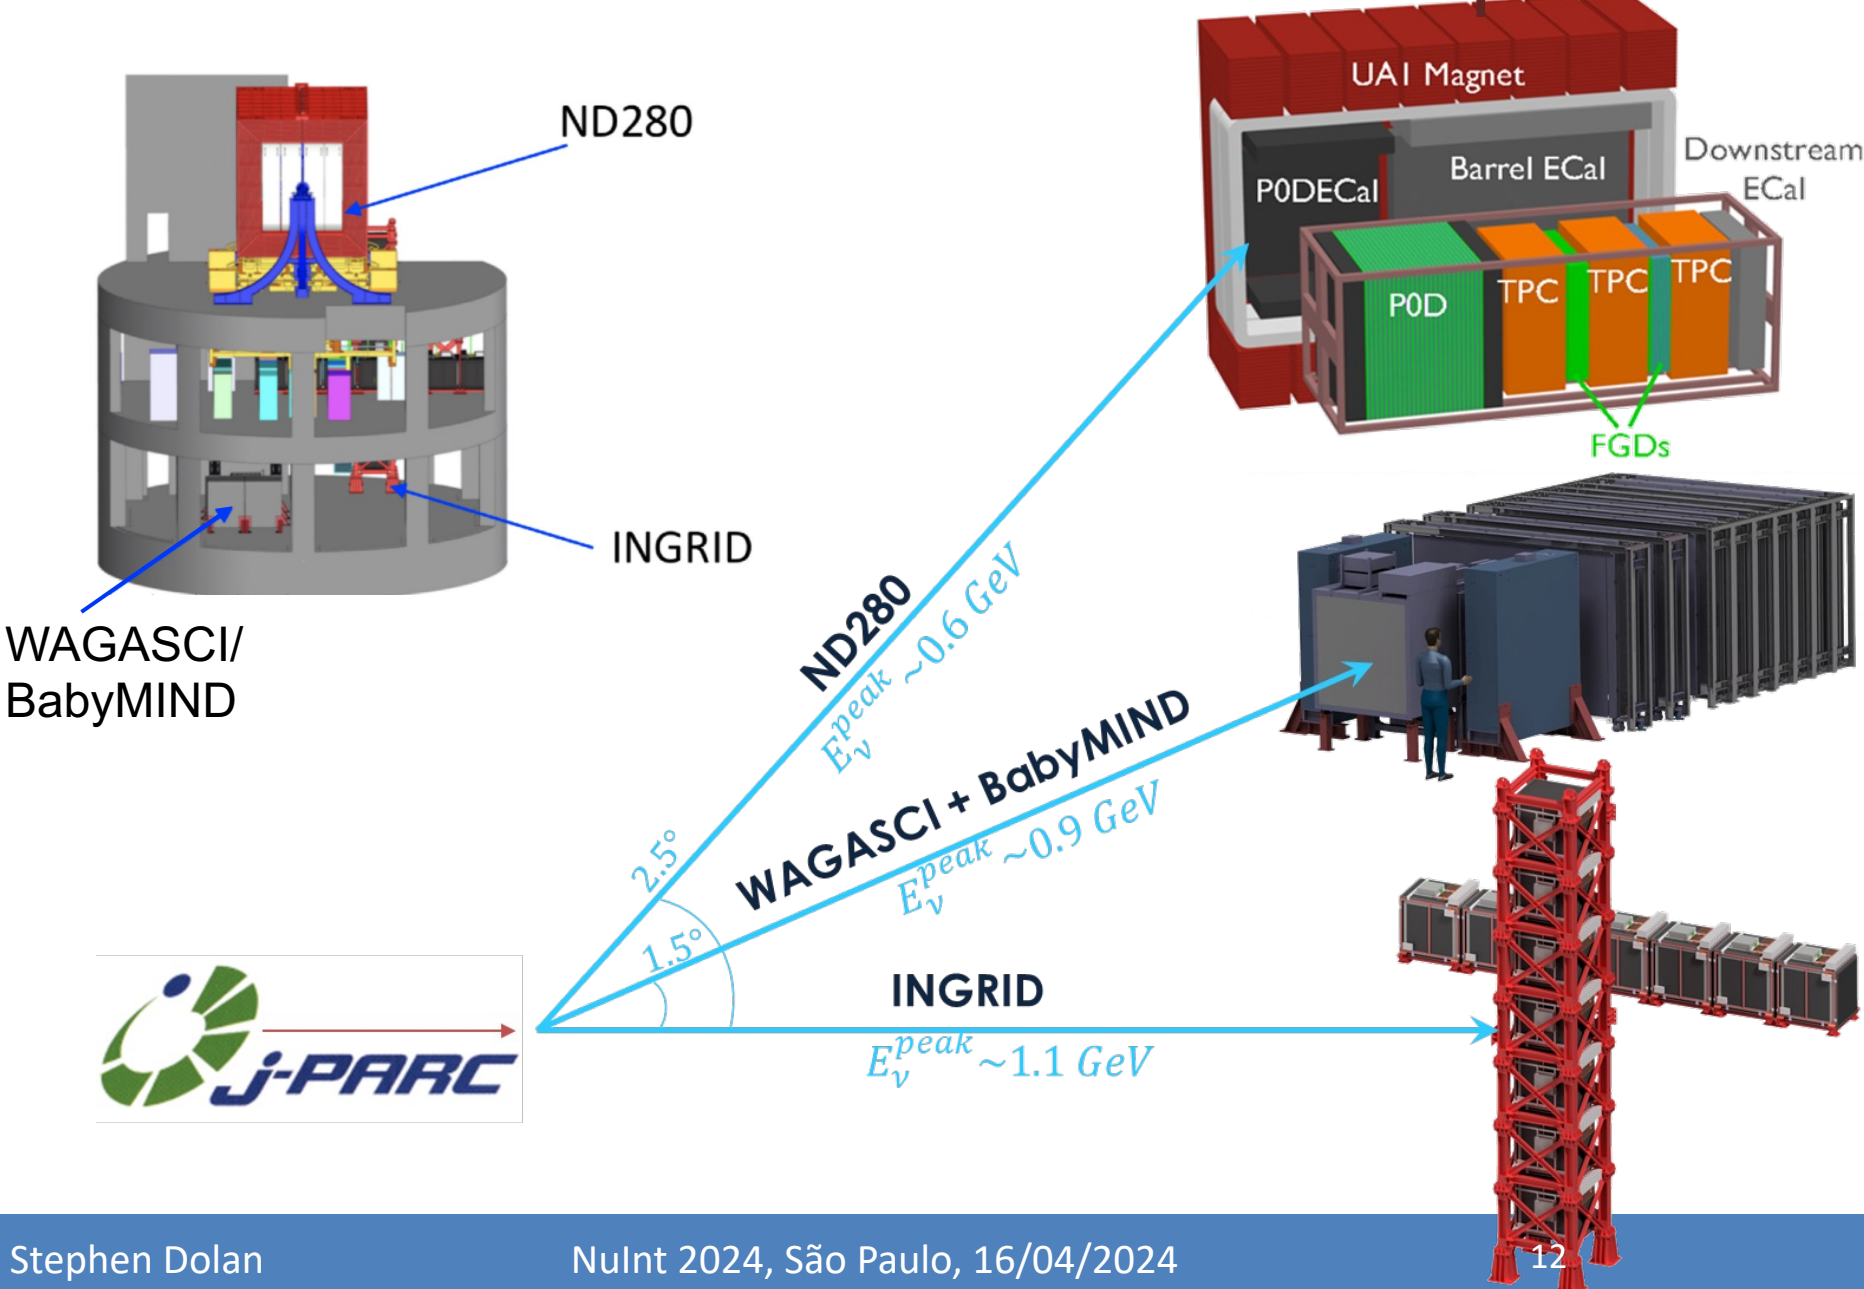 ND280
INGRID
WAGASCI/
BabyMIND
UA1 Magnet
P0DECal
Barrel ECal
Downstream
ECal
P0D
TPC
TPC
TPC
FGDs
ND280
E_ν^peak ~0.6 GeV
2.5°
WAGASCI + BabyMIND
E_ν^peak ~0.9 GeV
1.5°
INGRID
E_ν^peak ~1.1 GeV
j-PARC
Stephen Dolan
NuInt 2024, São Paulo, 16/04/2024
12